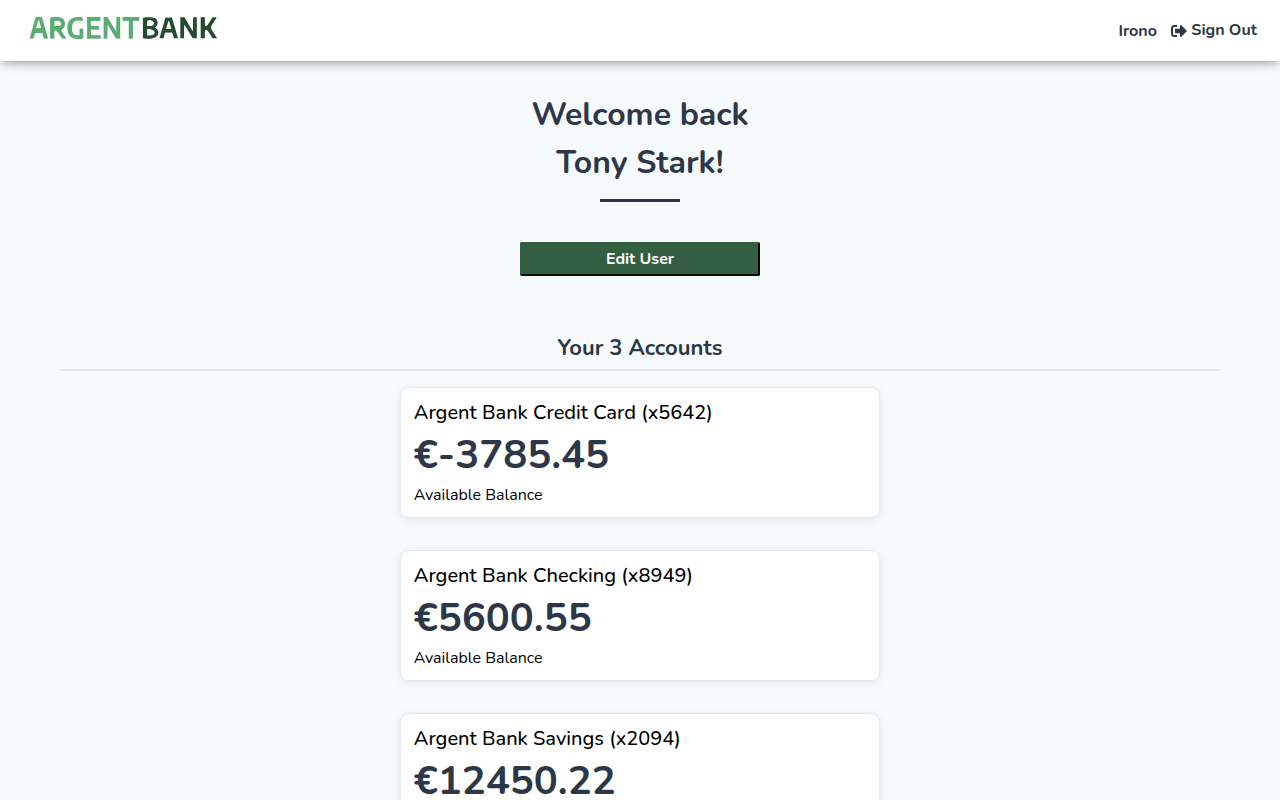 ARGENTBANK
Irono
Sign Out
Welcome back
Tony Stark!
Edit User
Your 3 Accounts
Argent Bank Credit Card (x5642)
€-3785.45
Available Balance
Argent Bank Checking (x8949)
€5600.55
Available Balance
Argent Bank Savings (x2094)
€12450.22